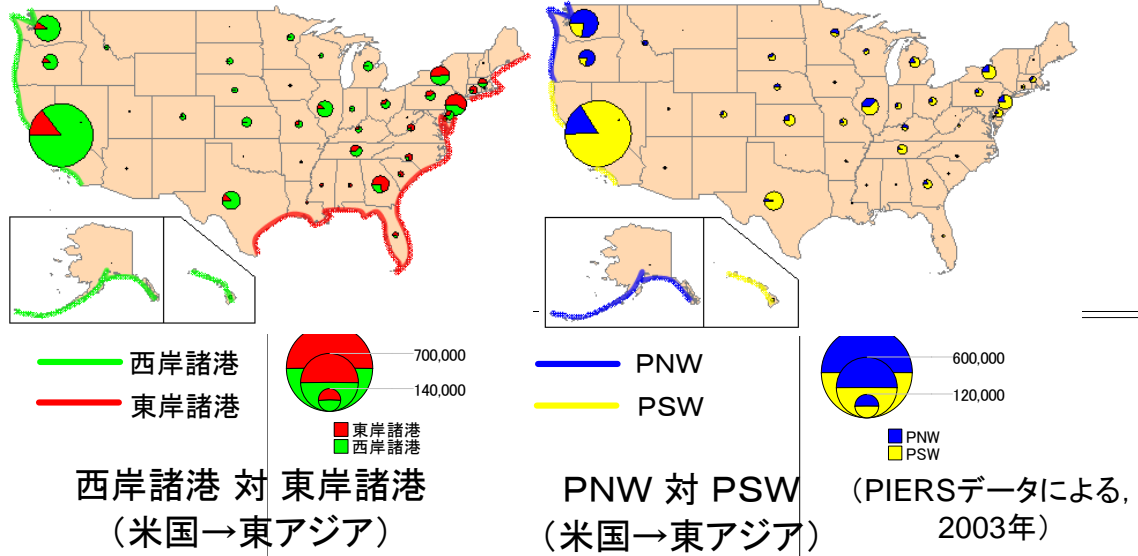 西岸諸港
東岸諸港
700,000
140,000
東岸諸港
西岸諸港
西岸諸港 対 東岸諸港
（米国→東アジア）
PNW
PSW
600,000
120,000
PNW
PSW
PNW 対 PSW
（米国→東アジア）
（PIERSデータによる,
2003年）